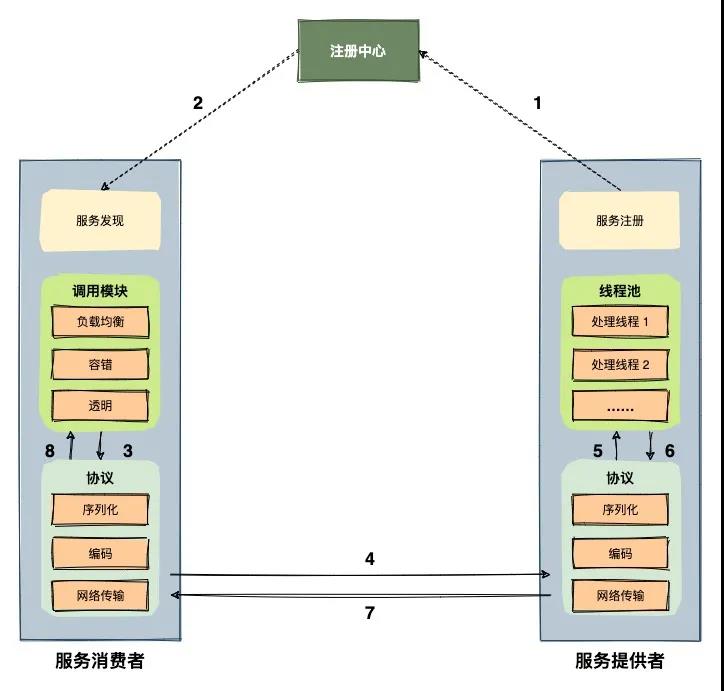 注册中心
2
1
服务发现
调用模块
负载均衡
容错
透明
8
3
协议
序列化
编码
网络传输
服务消费者
4
7
服务注册
线程池
处理线程 1
处理线程 2
......
5
6
协议
序列化
编码
网络传输
服务提供者